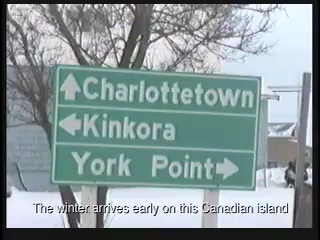 Charlottetown
Kinkora
York Point
The winter arrives early on this Canadian island